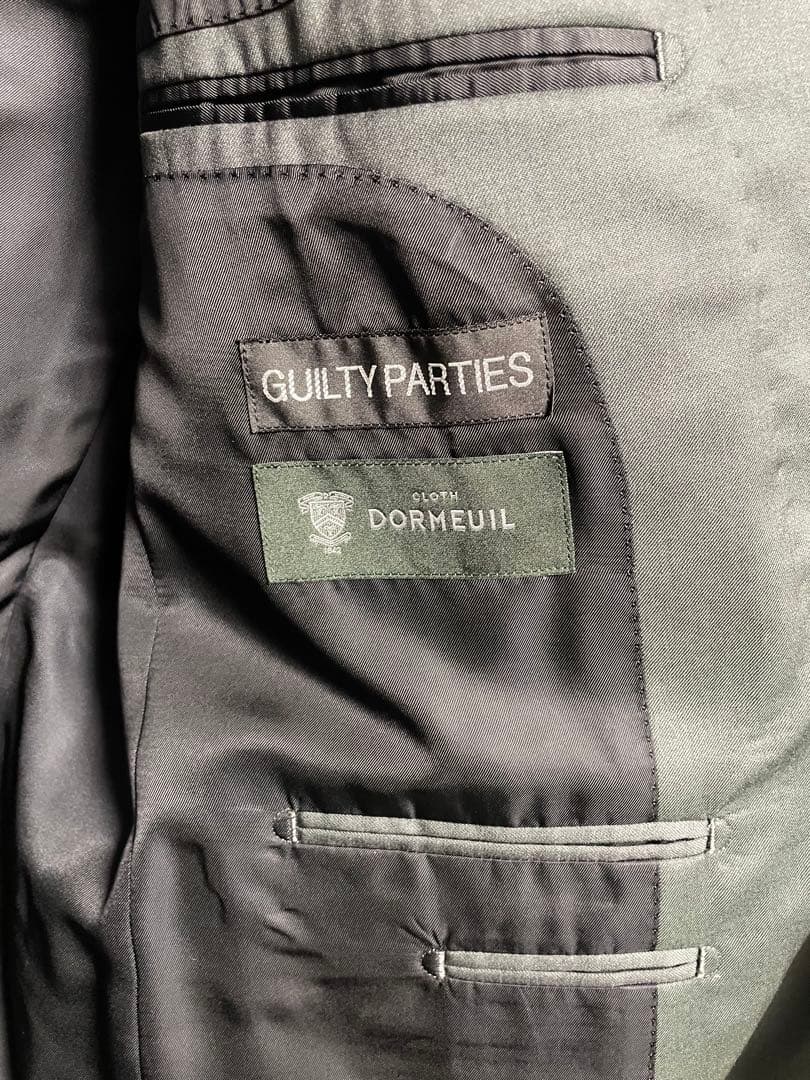 GUILTY PARTIES
CLOTH
DORMEUIL
1842